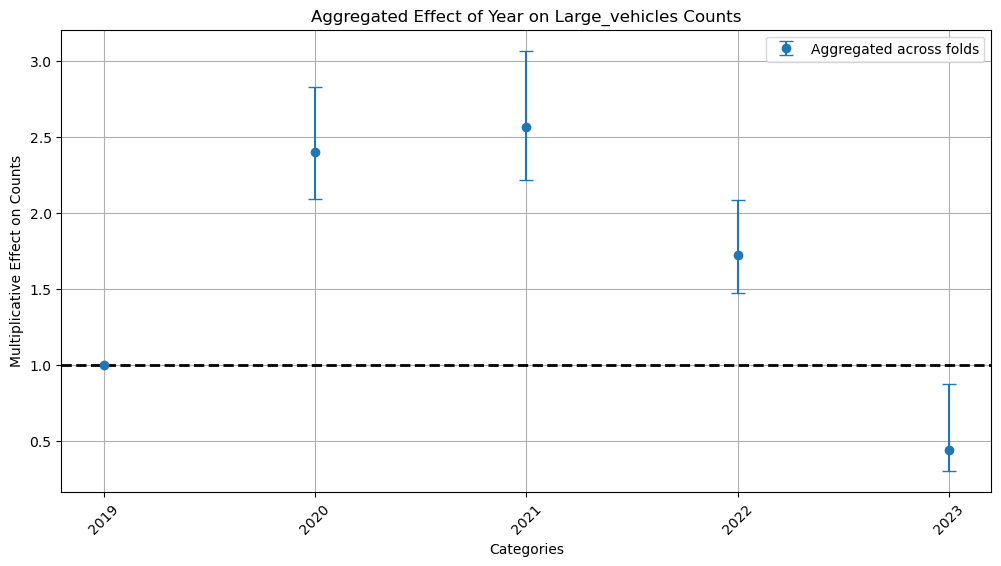 Aggregated Effect of Year on Large_vehicles Counts
Aggregated across folds
Multiplicative Effect on Counts
3.0
2.5
2.0
1.5
1.0
0.5
2019
2020
2021
2022
2023
Categories